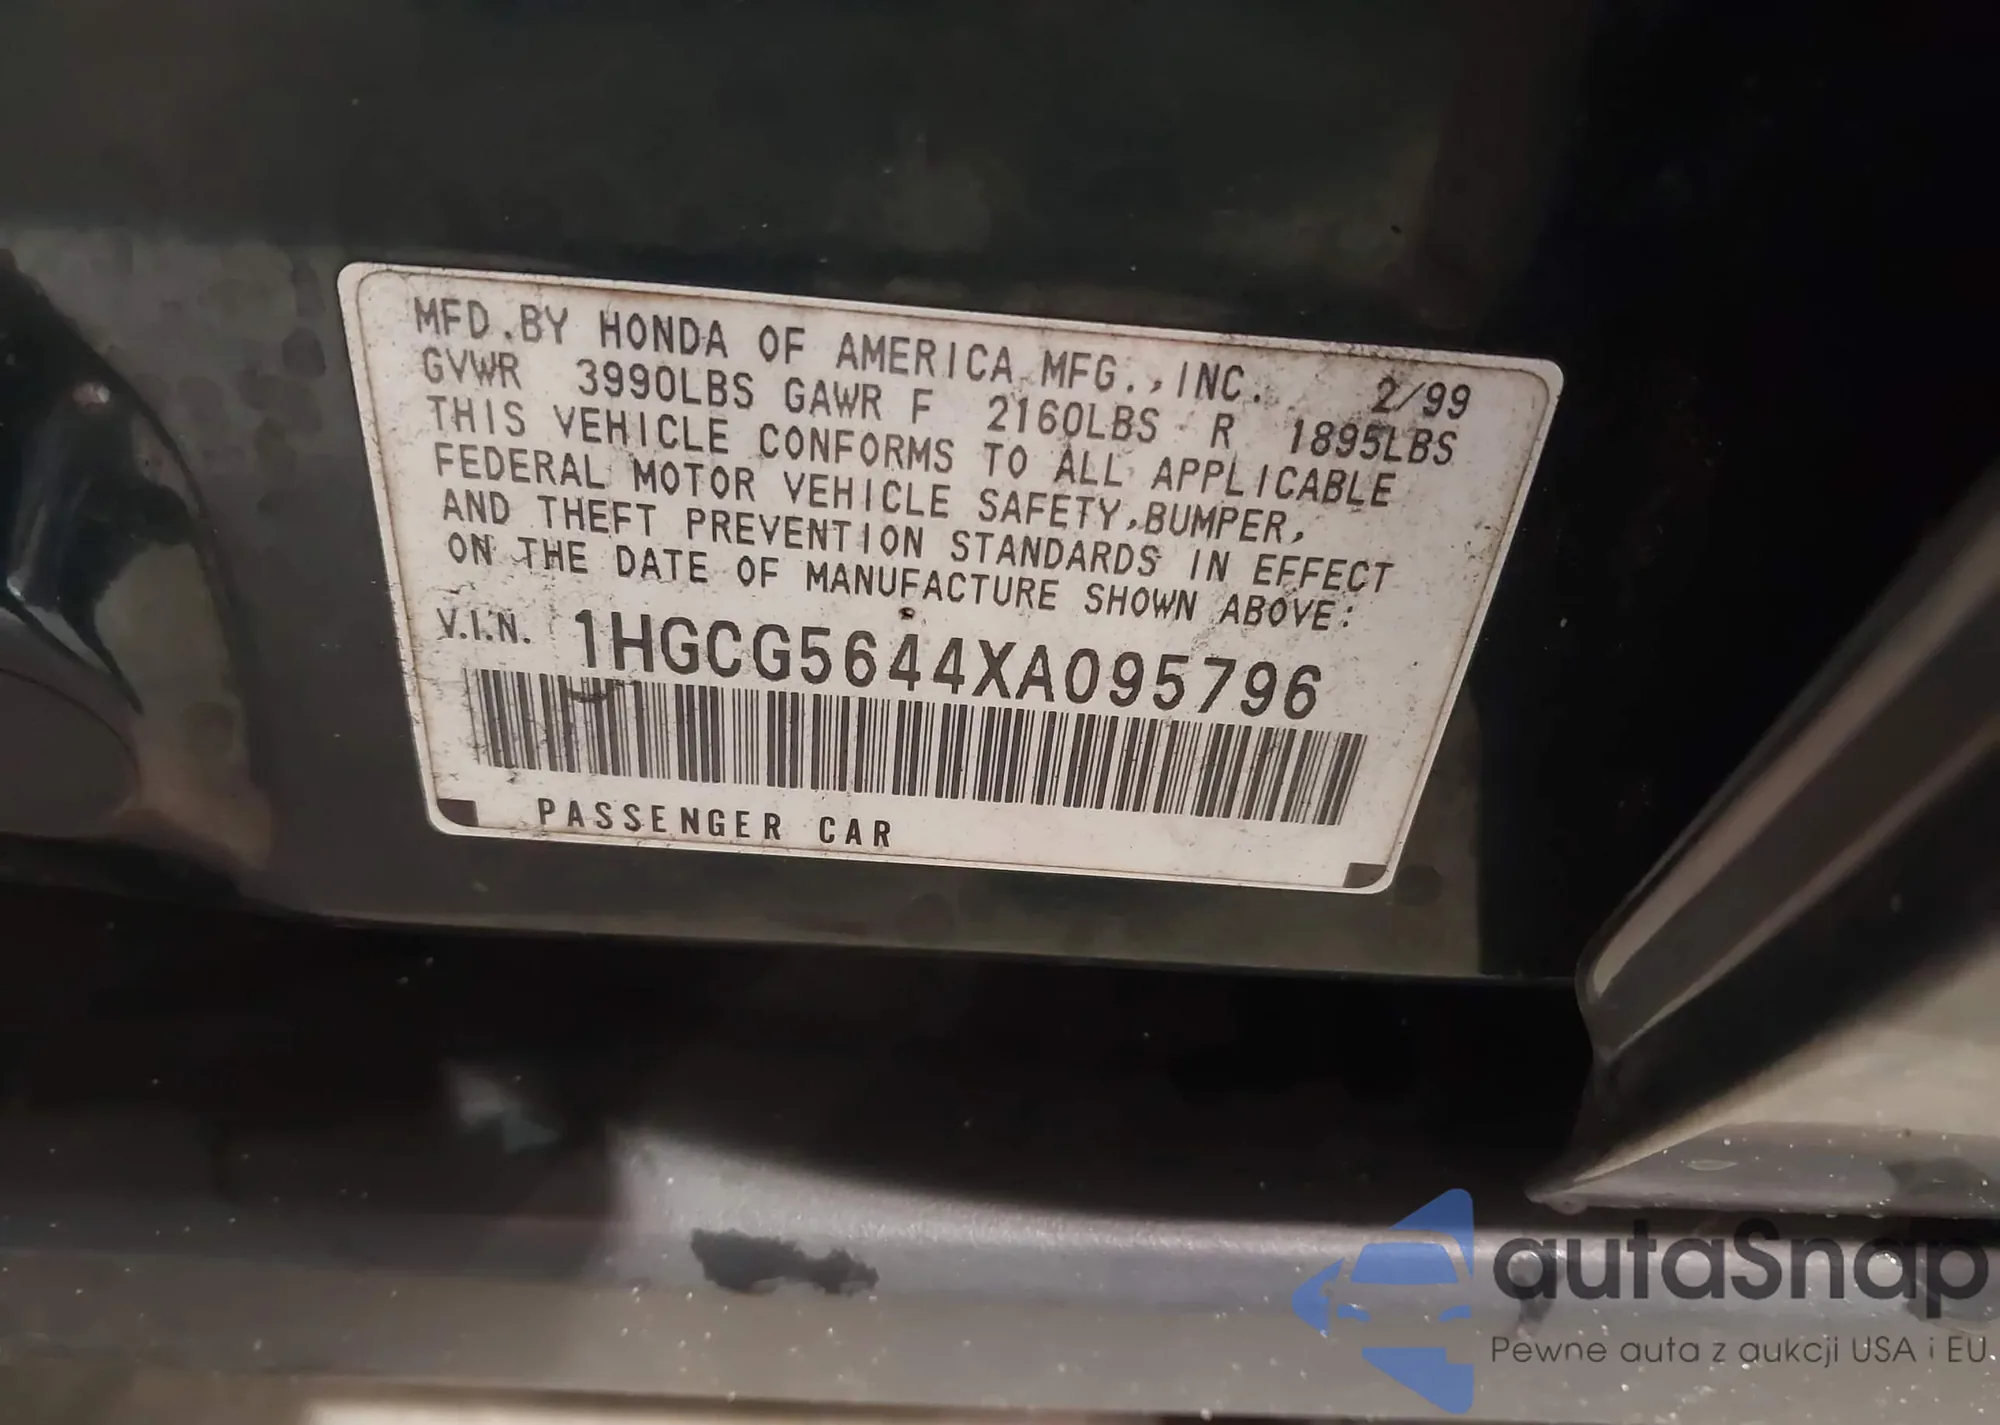 MFD.BY HONDA OF AMERICA MFG.,INC. 2/99
GVWR 3990LBS GAWR F 2160LBS R 1895LBS
THIS VEHICLE CONFORMS TO ALL APPLICABLE
FEDERAL MOTOR VEHICLE SAFETY,BUMPER,
AND THEFT PREVENTION STANDARDS IN EFFECT
ON THE DATE OF MANUFACTURE SHOWN ABOVE:
V.I.N. 1HGCG5644XA095796
PASSENGER CAR
autaSnap
Pewne auta z aukcji USA i EU